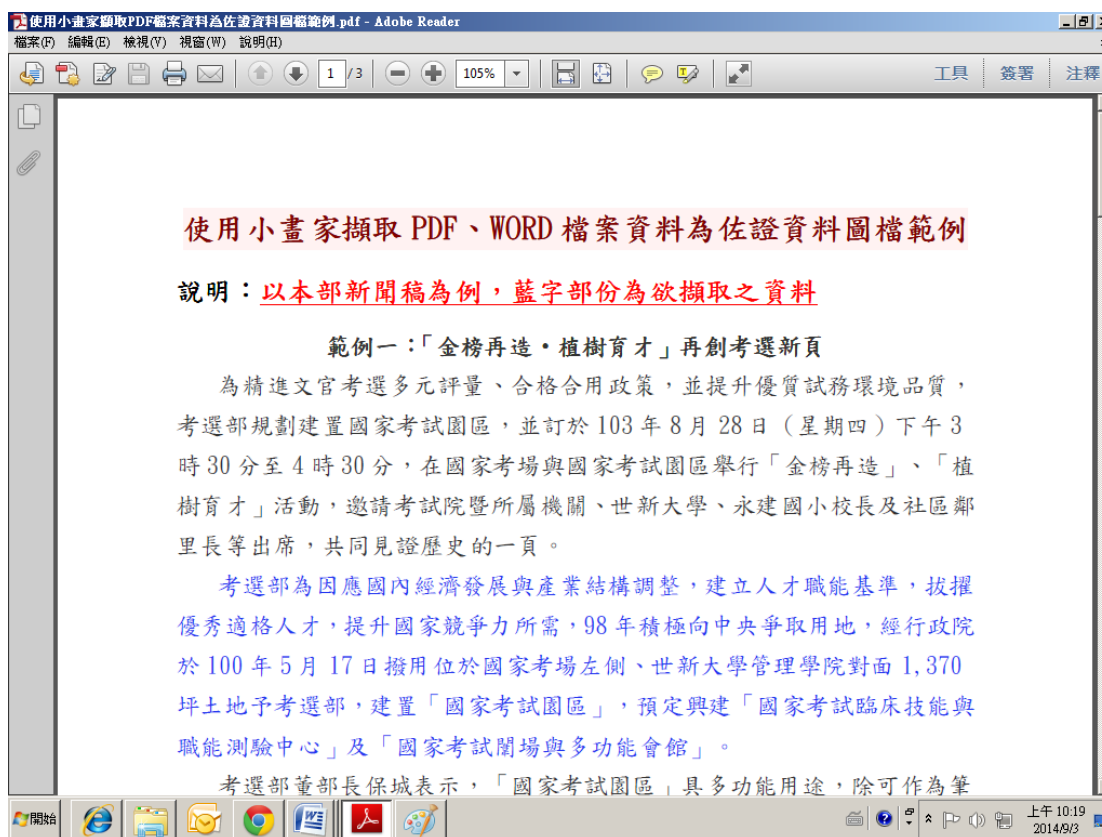 使用小畫家擷取PDF檔案資料為佐證資料圖檔範例.pdf - Adobe Reader
檔案(F) 編輯(E) 檢視(V) 視窗(W) 說明(H)
1 / 3 105% 工具 簽署 注釋
使用小畫家擷取 PDF、WORD 檔案資料為佐證資料圖檔範例
說明：以本部新聞稿為例，藍字部份為欲擷取之資料
範例一：「金榜再造‧植樹育才」再創考選新頁
為精進文官考選多元評量、合格合用政策，並提升優質試務環境品質，
考選部規劃建置國家考試園區，並訂於 103 年 8 月 28 日（星期四）下午 3
時 30 分至 4 時 30 分，在國家考場與國家考試園區舉行「金榜再造」、「植
樹育才」活動，邀請考試院暨所屬機關、世新大學、永建國小校長及社區鄰
里長等出席，共同見證歷史的一頁。
考選部為因應國內經濟發展與產業結構調整，建立人才職能基準，拔擢
優秀適格人才，提升國家競爭力所需，98 年積極向中央爭取用地，經行政院
於 100 年 5 月 17 日撥用位於國家考場左側、世新大學管理學院對面 1,370
坪土地予考選部，建置「國家考試園區」，預定興建「國家考試臨床技能與
職能測驗中心」及「國家考試闈場與多功能會館」。
考選部董部長保城表示，「國家考試園區」具多功能用途，除可作為筆
開始 上午 10:19
2014/9/3